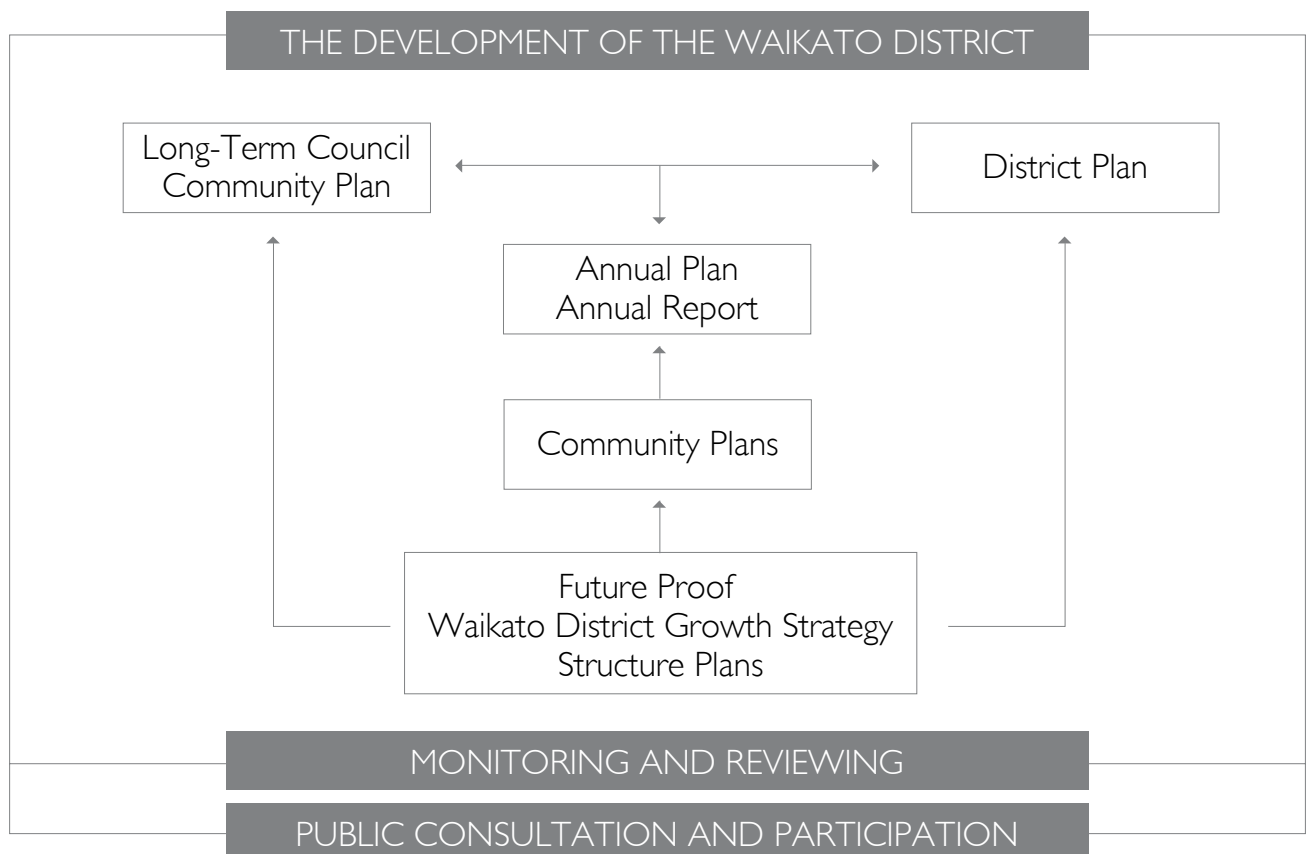 THE DEVELOPMENT OF THE WAIKATO DISTRICT
Long-Term Council
Community Plan
District Plan
Annual Plan
Annual Report
Community Plans
Future Proof
Waikato District Growth Strategy
Structure Plans
MONITORING AND REVIEWING
PUBLIC CONSULTATION AND PARTICIPATION